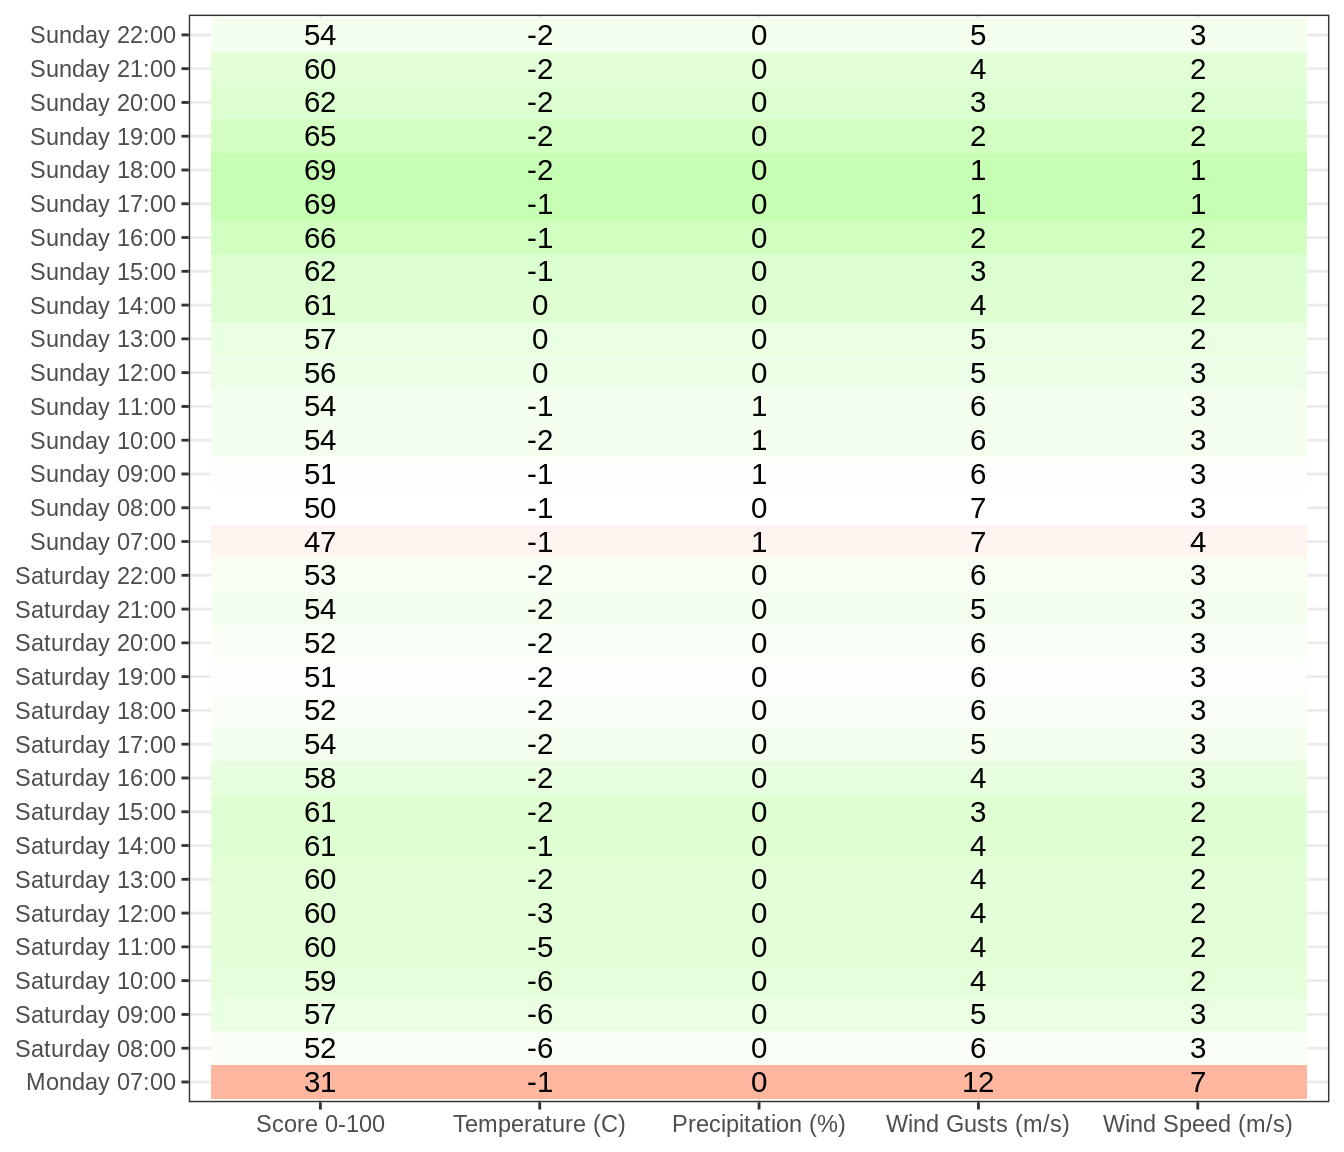 Sunday 22:00 54 -2 0 5 3
Sunday 21:00 60 -2 0 4 2
Sunday 20:00 62 -2 0 3 2
Sunday 19:00 65 -2 0 2 2
Sunday 18:00 69 -2 0 1 1
Sunday 17:00 69 -1 0 1 1
Sunday 16:00 66 -1 0 2 2
Sunday 15:00 62 -1 0 3 2
Sunday 14:00 61 0 0 4 2
Sunday 13:00 57 0 0 5 2
Sunday 12:00 56 0 0 5 3
Sunday 11:00 54 -1 1 6 3
Sunday 10:00 54 -2 1 6 3
Sunday 09:00 51 -1 1 6 3
Sunday 08:00 50 -1 0 7 3
Sunday 07:00 47 -1 1 7 4
Saturday 22:00 53 -2 0 6 3
Saturday 21:00 54 -2 0 5 3
Saturday 20:00 52 -2 0 6 3
Saturday 19:00 51 -2 0 6 3
Saturday 18:00 52 -2 0 6 3
Saturday 17:00 54 -2 0 5 3
Saturday 16:00 58 -2 0 4 3
Saturday 15:00 61 -2 0 3 2
Saturday 14:00 61 -1 0 4 2
Saturday 13:00 60 -2 0 4 2
Saturday 12:00 60 -3 0 4 2
Saturday 11:00 60 -5 0 4 2
Saturday 10:00 59 -6 0 4 2
Saturday 09:00 57 -6 0 5 3
Saturday 08:00 52 -6 0 6 3
Monday 07:00 31 -1 0 12 7
Score 0-100 Temperature (C) Precipitation (%) Wind Gusts (m/s) Wind Speed (m/s)